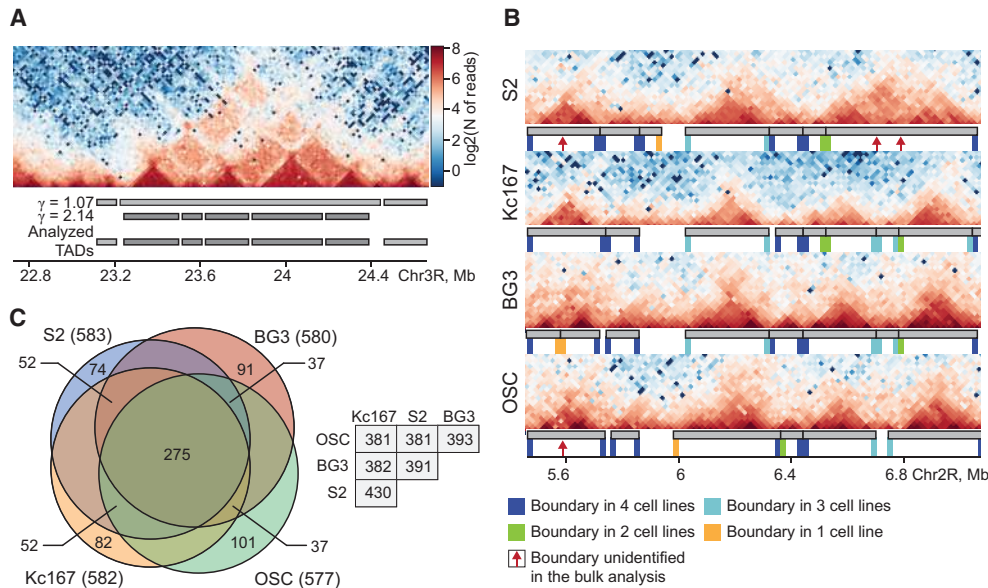 A
8
6
4
2
0
log2(N of reads)
γ = 1.07
γ = 2.14
Analyzed
TADs
22.8 23.2 23.6 24 24.4 Chr3R, Mb
B
S2
Kc167
BG3
OSC
5.6 6 6.4 6.8 Chr2R, Mb
Boundary in 4 cell lines
Boundary in 3 cell lines
Boundary in 2 cell lines
Boundary in 1 cell line
Boundary unidentified
in the bulk analysis
C
S2 (583)
BG3 (580)
52
74
91
37
275
52
82
101
37
Kc167 (582)
OSC (577)
Kc167 S2 BG3
OSC 381 381 393
BG3 382 391
S2 430